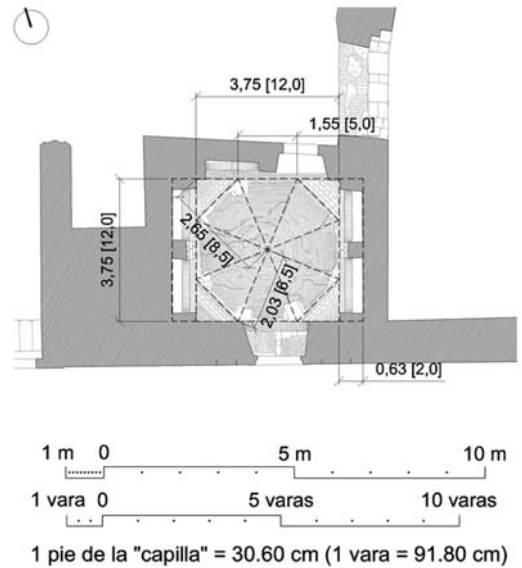 3,75 [12,0]
1,55 [5,0]
3,75 [12,0]
2,65 [8,5]
2,03 [6,5]
0,63 [2,0]
1 m 0 5 m 10 m
1 vara 0 5 varas 10 varas
1 pie de la "capilla" = 30.60 cm (1 vara = 91.80 cm)